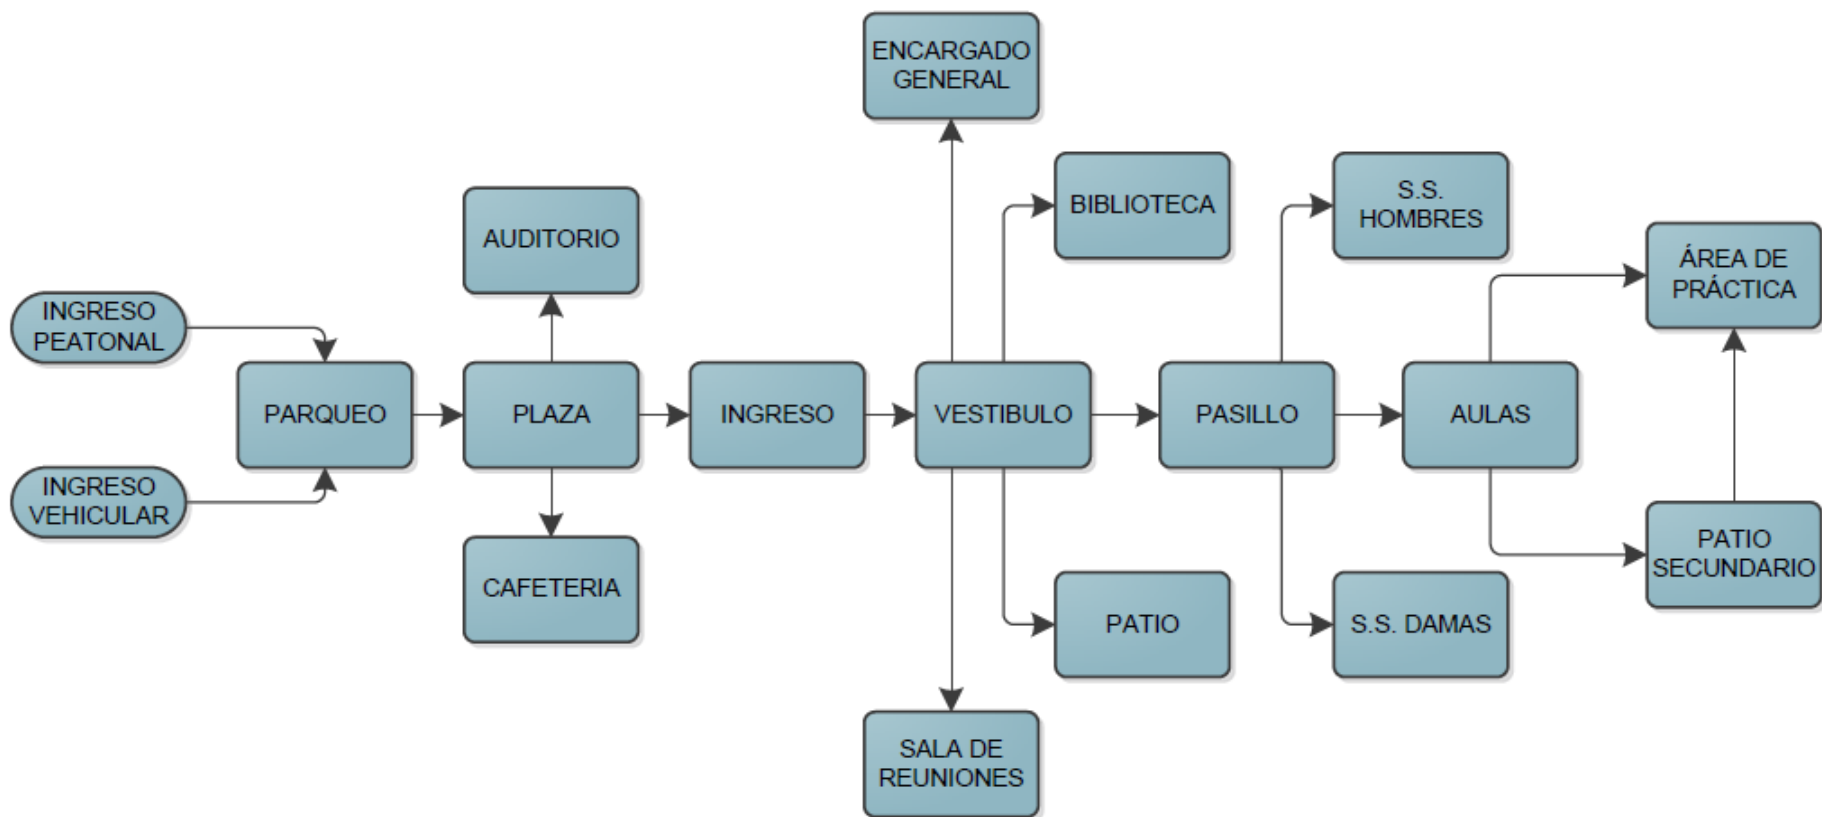 ENCARGADO
GENERAL
BIBLIOTECA
S.S.
HOMBRES
AUDITORIO
ÁREA DE
PRÁCTICA
INGRESO
PEATONAL
PARQUEO
PLAZA
INGRESO
VESTIBULO
PASILLO
AULAS
INGRESO
VEHICULAR
PATIO
SECUNDARIO
CAFETERIA
PATIO
S.S. DAMAS
SALA DE
REUNIONES